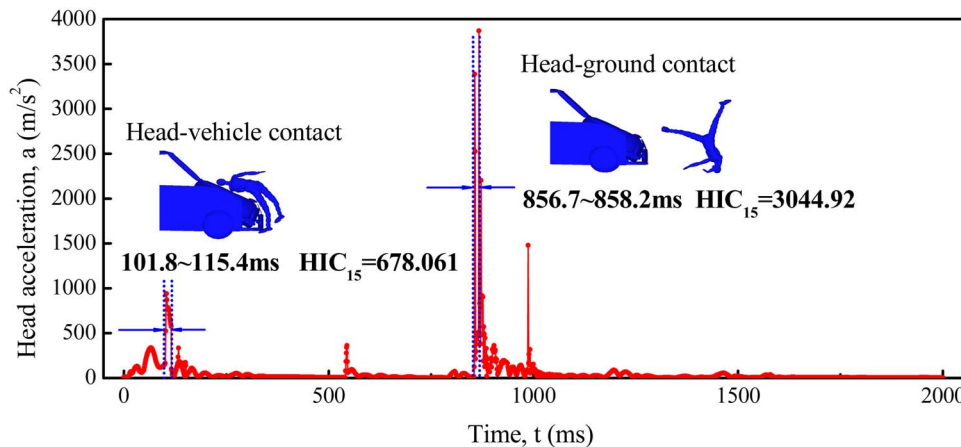 4000
3500
3000
2500
2000
1500
1000
500
0
Head acceleration, a (m/s²)
Head-vehicle contact
101.8~115.4ms HIC₁₅=678.061
Head-ground contact
856.7~858.2ms HIC₁₅=3044.92
0 500 1000 1500 2000
Time, t (ms)